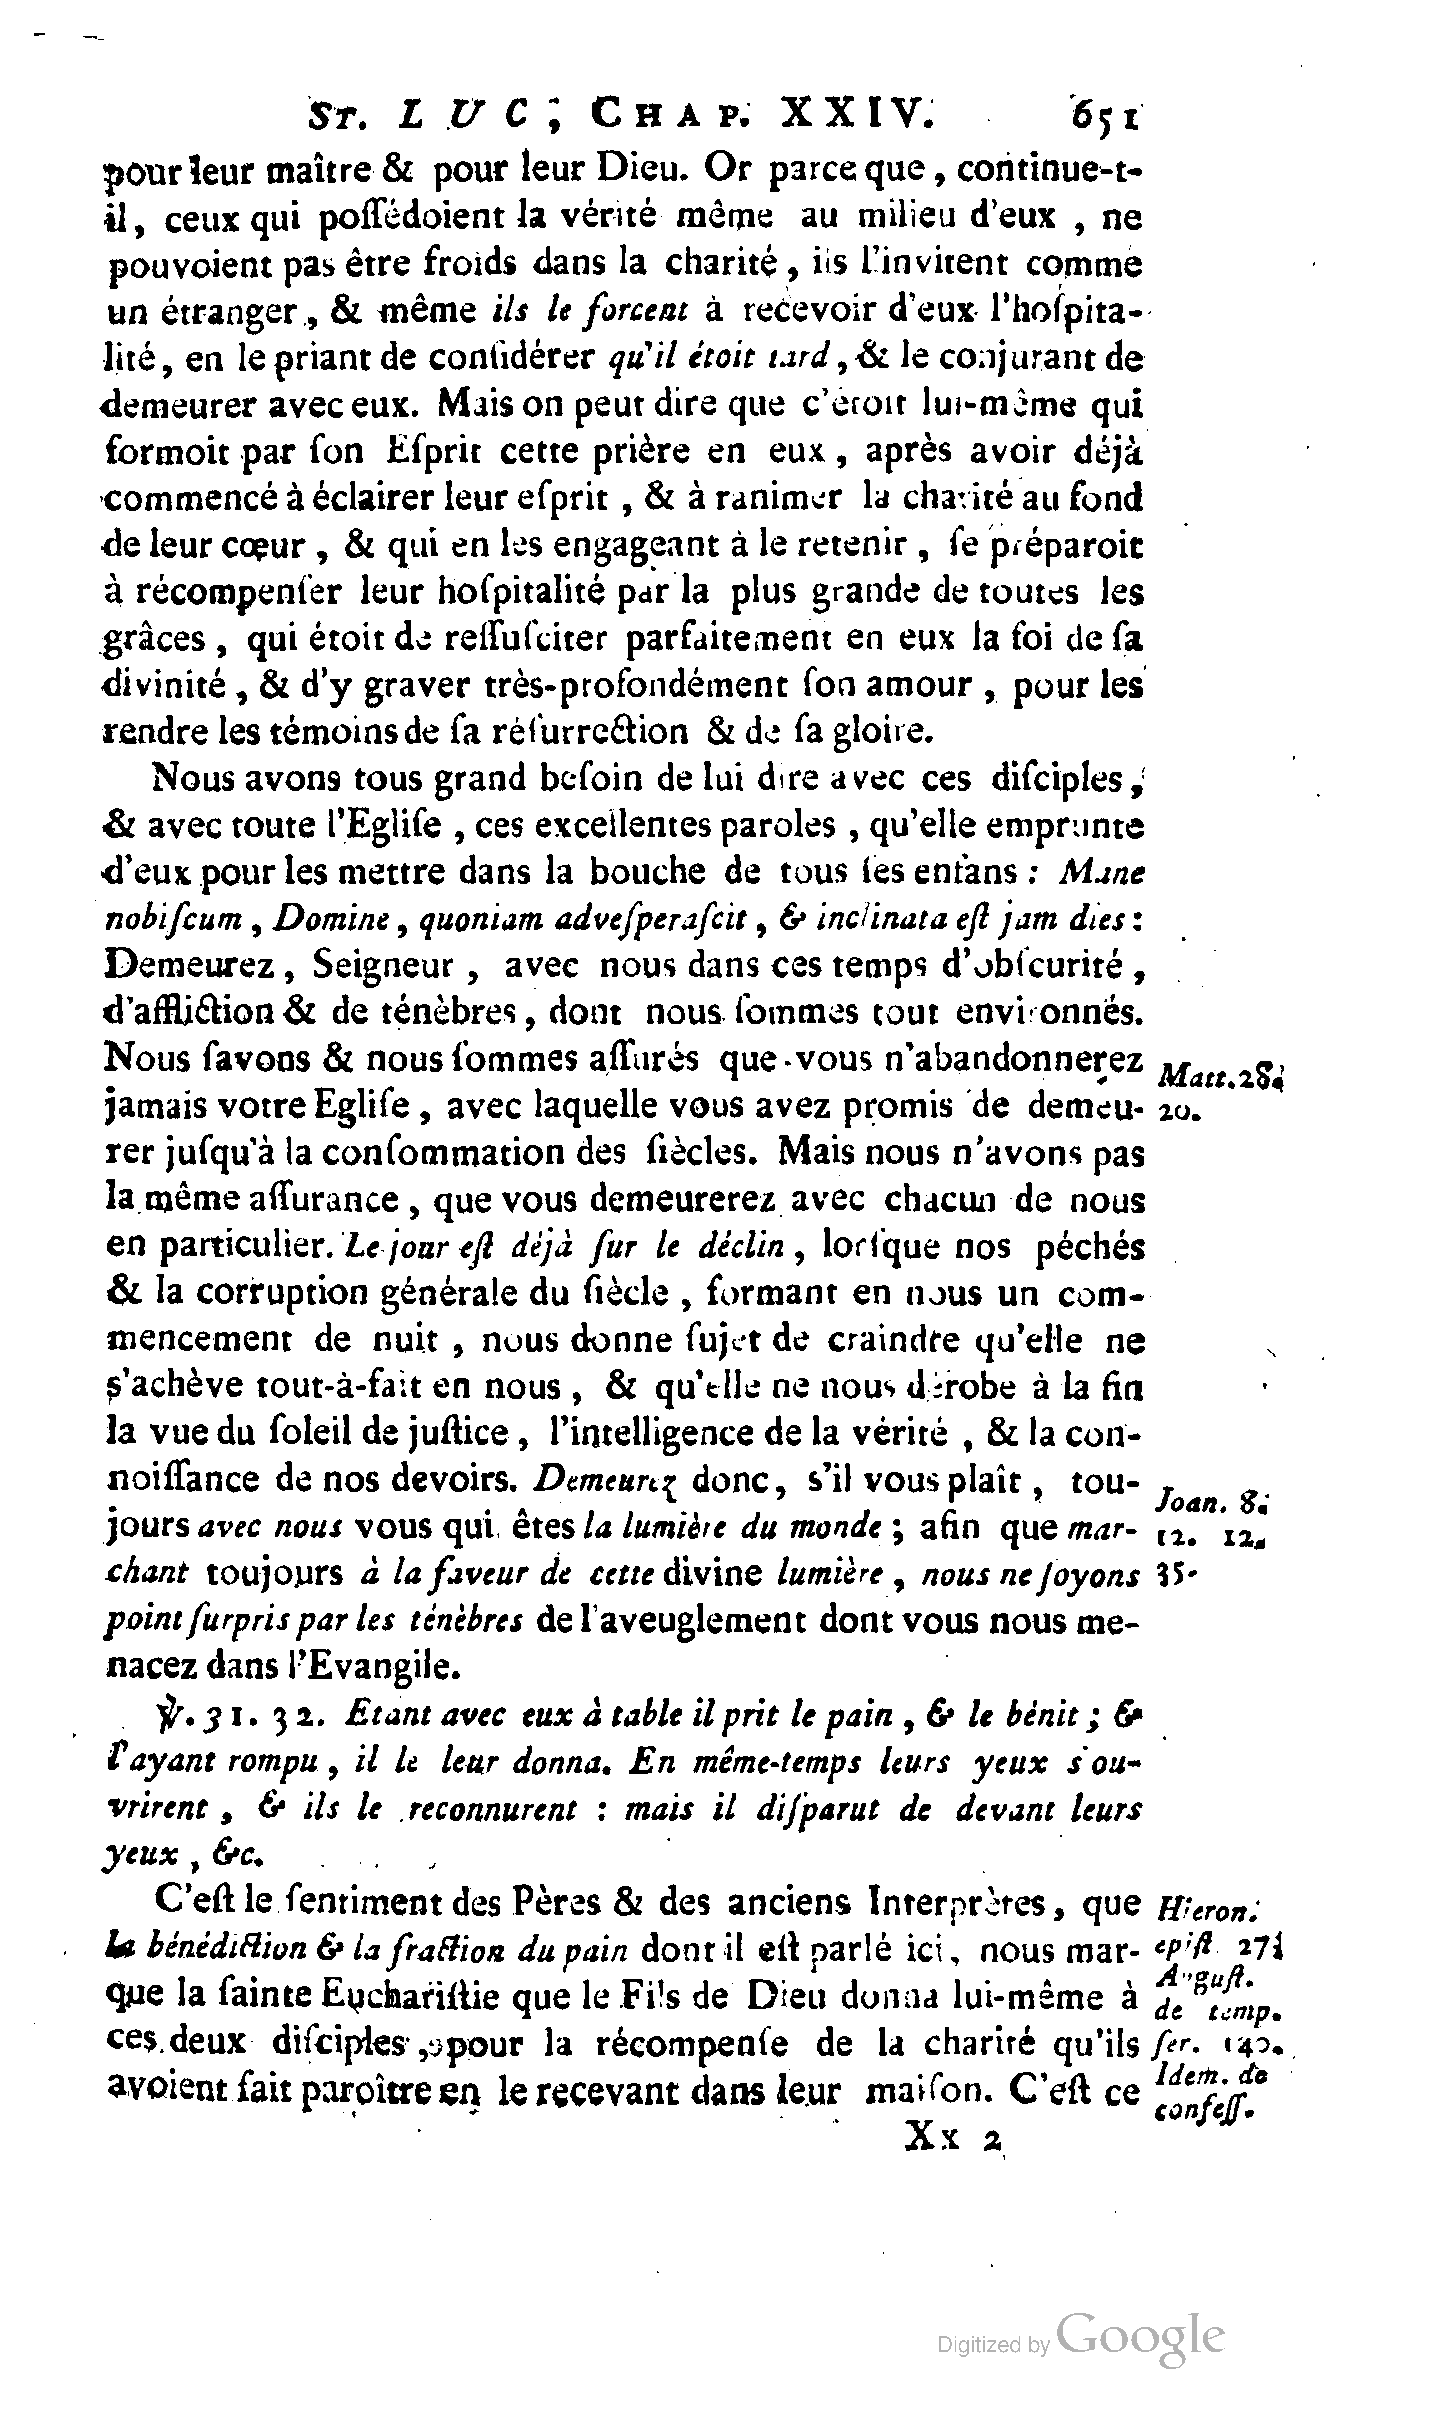 ST. LUC, CHAP. XXIV. 651
pour leur maître & pour leur Dieu. Or parce que, continue-t-
il, ceux qui poſſédoient la vérité même au milieu d'eux, ne
pouvoient pas être froids dans la charité, ils l'invitent comme
un étranger, & même ils le forcent à recevoir d'eux l'hoſpita-
lité, en le priant de conſidérer qu'il étoit tard, & le conjurant de
demeurer avec eux. Mais on peut dire que c'étoit lui-même qui
formoit par ſon Eſprit cette prière en eux, après avoir déjà
commencé à éclairer leur eſprit, & à ranimer la charité au fond
de leur cœur, & qui en les engageant à le retenir, ſe préparoit
à récompenſer leur hoſpitalité par la plus grande de toutes les
grâces, qui étoit de reſſuſciter parfaitement en eux la foi de ſa
divinité, & d'y graver très-profondément ſon amour, pour les
rendre les témoins de ſa réſurrection & de ſa gloire.
Nous avons tous grand beſoin de lui dire avec ces diſciples,
& avec toute l'Egliſe, ces excellentes paroles, qu'elle emprunte
d'eux pour les mettre dans la bouche de tous ſes enfans : Mane
nobiſcum, Domine, quoniam adveſperaſcit, & inclinata eſt jam dies :
Demeurez, Seigneur, avec nous dans ces temps d'obſcurité,
d'affliction & de ténèbres, dont nous ſommes tout environnés.
Nous ſavons & nous ſommes aſſurés que vous n'abandonnerez
Matt. 28.
jamais votre Egliſe, avec laquelle vous avez promis de demeu-
20.
rer juſqu'à la conſommation des ſiècles. Mais nous n'avons pas
la même aſſurance, que vous demeurerez avec chacun de nous
en particulier. Le jour eſt déjà ſur le déclin, lorſque nos péchés
& la corruption générale du ſiècle, formant en nous un com-
mencement de nuit, nous donne ſujet de craindre qu'elle ne
s'achève tout-à-fait en nous, & qu'elle ne nous dérobe à la fin
la vue du ſoleil de juſtice, l'intelligence de la vérité, & la con-
noiſſance de nos devoirs. Demeurez donc, s'il vous plaît, tou-
Joan. 8.
jours avec nous vous qui êtes la lumière du monde ; afin que mar-
12. 12.
chant toujours à la faveur de cette divine lumière, nous ne ſoyons
35.
point ſurpris par les ténèbres de l'aveuglement dont vous nous me-
nacez dans l'Evangile.
℣. 31. 32. Etant avec eux à table il prit le pain, & le bénit ; &
l'ayant rompu, il le leur donna. En même-temps leurs yeux s'ou-
vrirent, & ils le reconnurent : mais il diſparut de devant leurs
yeux, &c.
C'eſt le ſentiment des Pères & des anciens Interprètes, que
Hieron.
la bénédiction & la fraction du pain dont il eſt parlé ici, nous mar-
epiſt. 27.
que la ſainte Euchariſtie que le Fils de Dieu donna lui-même à
Auguſt.
de temp.
ces deux diſciples, pour la récompenſe de la charité qu'ils
ſer. 140.
avoient fait paroître en le recevant dans leur maiſon. C'eſt ce
Idem. de
confeſſ.
Xx 2
Digitized by Google